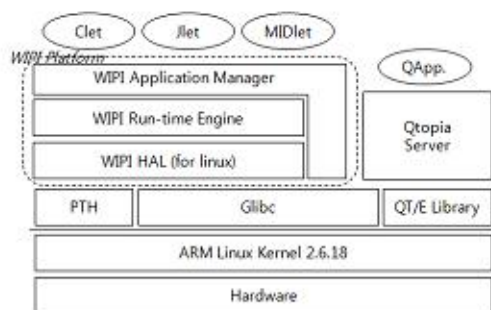 Clet Jlet MIDlet
WIPI Platform
QApp.
WIPI Application Manager
WIPI Run-time Engine
Qtopia
Server
WIPI HAL (for linux)
PTH Glibc QT/E Library
ARM Linux Kernel 2.6.18
Hardware